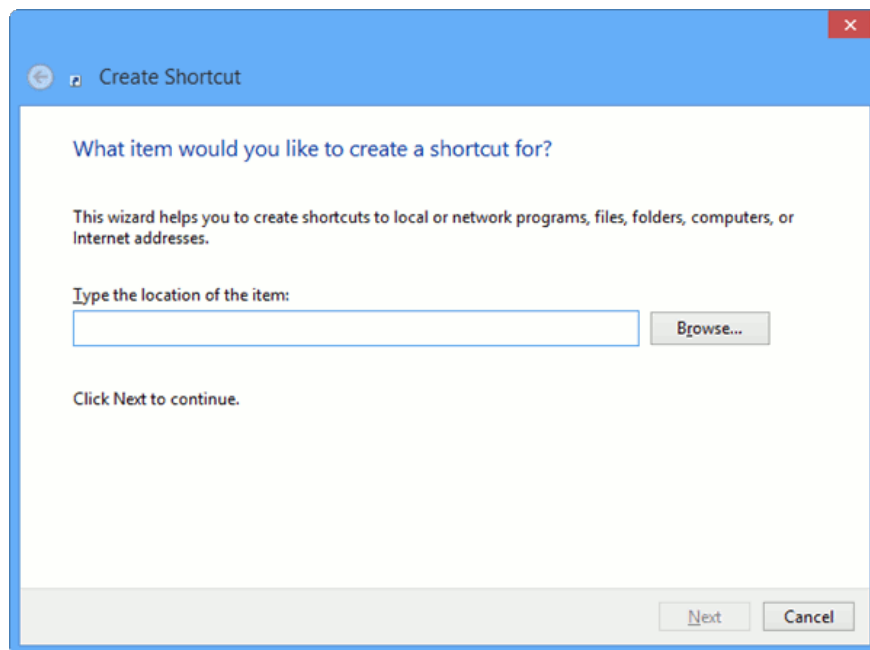 Create Shortcut
What item would you like to create a shortcut for?
This wizard helps you to create shortcuts to local or network programs, files, folders, computers, or
Internet addresses.
Type the location of the item:
Browse...
Click Next to continue.
Next
Cancel